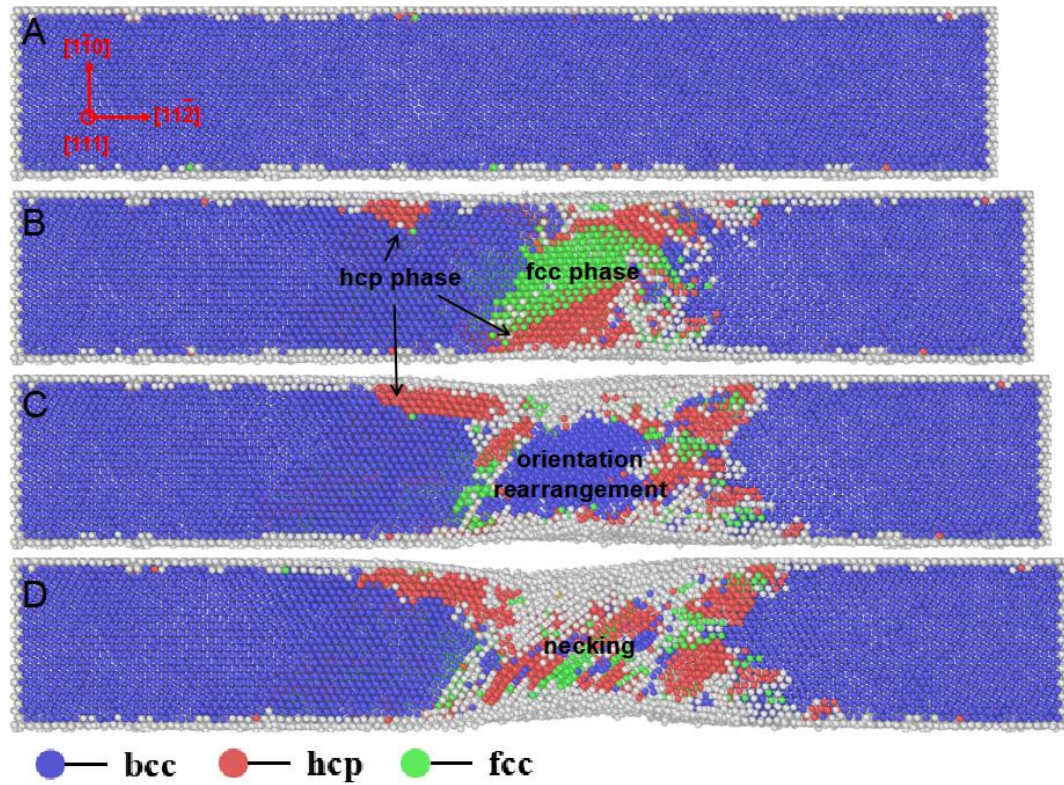 A
[11̅0]
[112̅]
[111]
B
hcp phase
fcc phase
C
orientation
rearrangement
D
necking
bcc
hcp
fcc